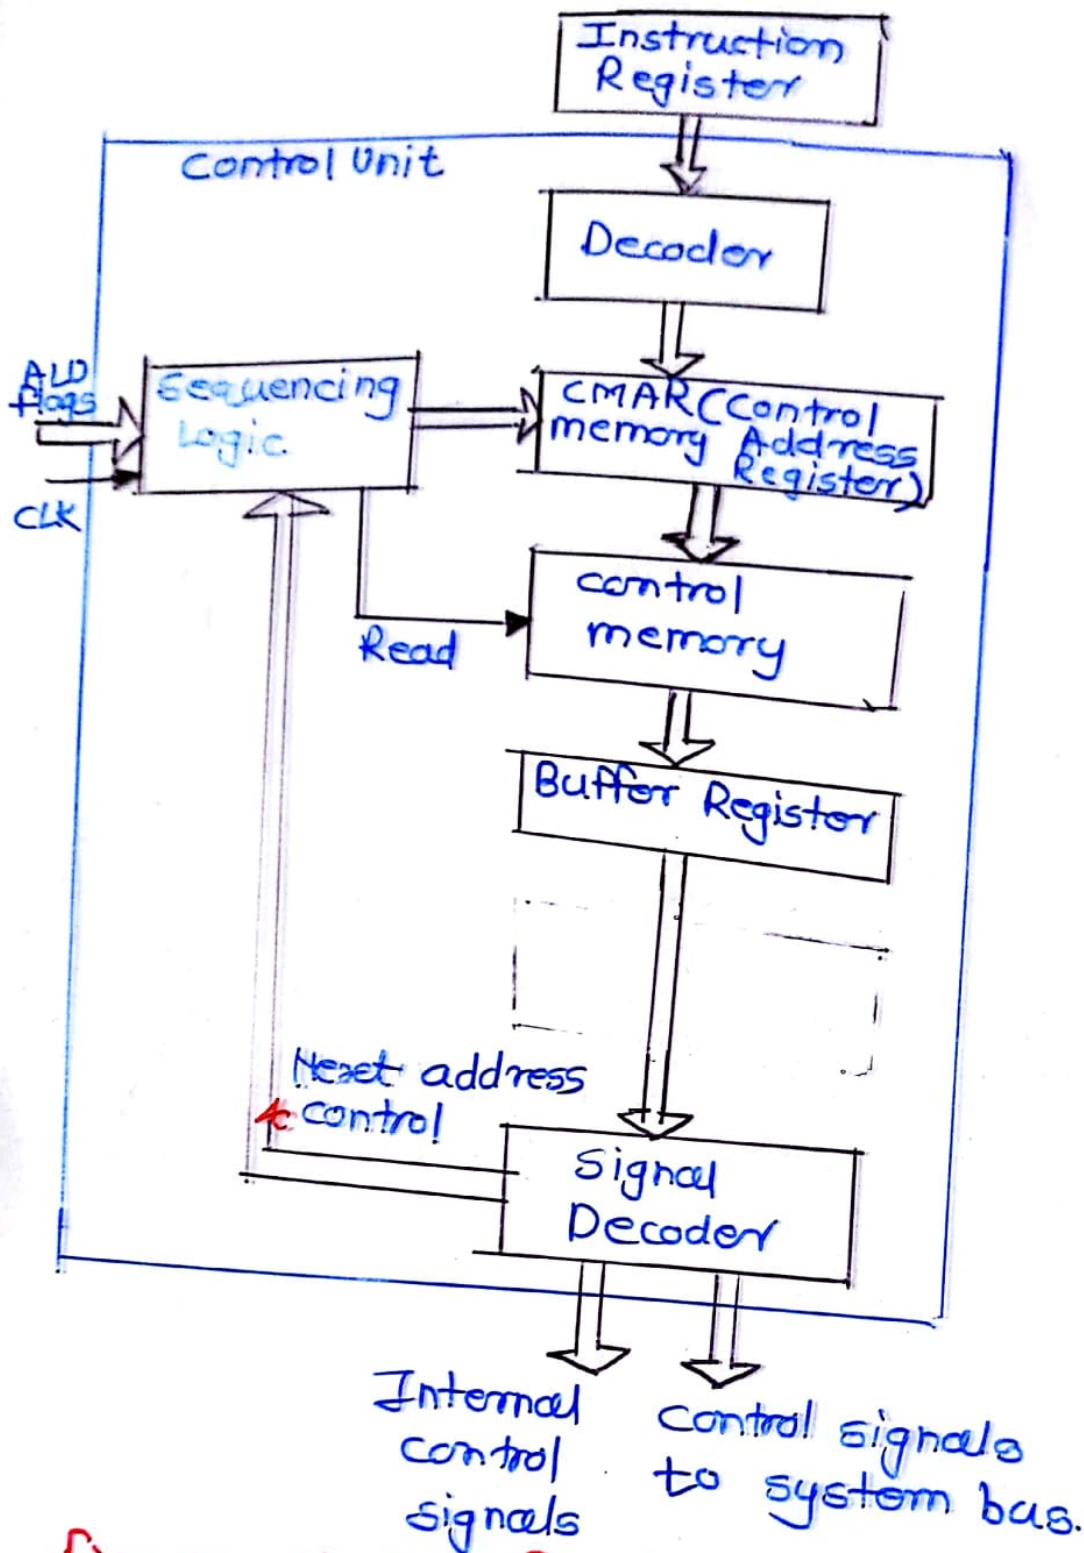 Instruction
Register
Control Unit
Decoder
ALU
flags
Sequencing
Logic
CLK
CMAR (Control
memory Address
Register)
Read
control
memory
Buffer Register
address
control
Signal
Decoder
Internal
control
signals
control signals
to system bus.